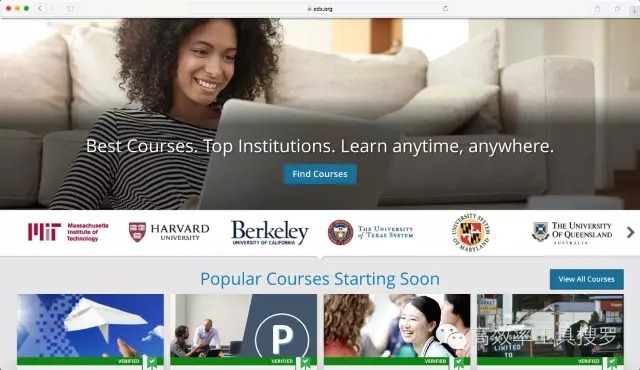 edx.org
Best Courses. Top Institutions. Learn anytime, anywhere.
Find Courses
MIT Massachusetts Institute of Technology
HARVARD UNIVERSITY
Berkeley UNIVERSITY OF CALIFORNIA
THE UNIVERSITY of TEXAS SYSTEM
UNIVERSITY SYSTEM of MARYLAND
THE UNIVERSITY OF QUEENSLAND AUSTRALIA
Popular Courses Starting Soon
View All Courses
P
LIMITED
TO
VERIFIED
VERIFIED
VERIFIED
VERIFIED
高效率工具搜罗